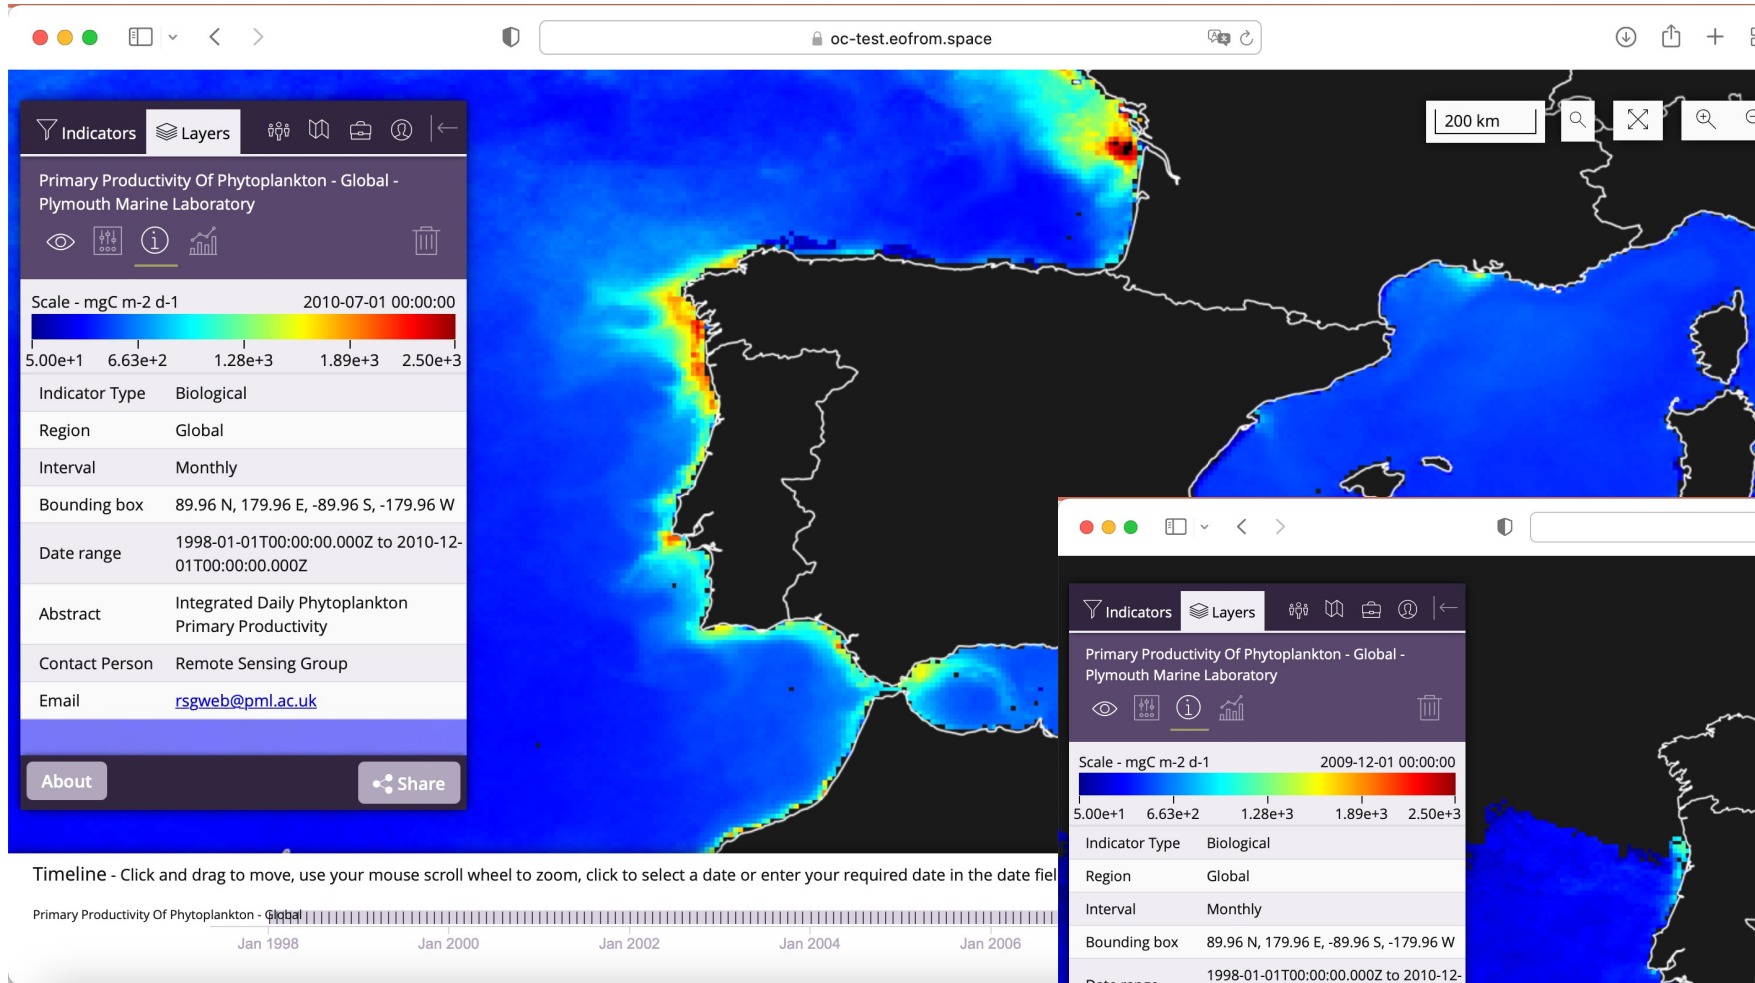 oc-test.eofrom.space
Indicators
Layers
200 km
Primary Productivity Of Phytoplankton - Global -
Plymouth Marine Laboratory
Scale - mgC m-2 d-1 2010-07-01 00:00:00
5.00e+1 6.63e+2 1.28e+3 1.89e+3 2.50e+3
Indicator Type Biological
Region Global
Interval Monthly
Bounding box 89.96 N, 179.96 E, -89.96 S, -179.96 W
Date range 1998-01-01T00:00:00.000Z to 2010-12-
01T00:00:00.000Z
Abstract Integrated Daily Phytoplankton
Primary Productivity
Contact Person Remote Sensing Group
Email rsgweb@pml.ac.uk
About
Share
Timeline - Click and drag to move, use your mouse scroll wheel to zoom, click to select a date or enter your required date in the date fiel
Primary Productivity Of Phytoplankton - Global
Jan 1998 Jan 2000 Jan 2002 Jan 2004 Jan 2006
Indicators
Layers
Primary Productivity Of Phytoplankton - Global -
Plymouth Marine Laboratory
Scale - mgC m-2 d-1 2009-12-01 00:00:00
5.00e+1 6.63e+2 1.28e+3 1.89e+3 2.50e+3
Indicator Type Biological
Region Global
Interval Monthly
Bounding box 89.96 N, 179.96 E, -89.96 S, -179.96 W
1998-01-01T00:00:00.000Z to 2010-12-